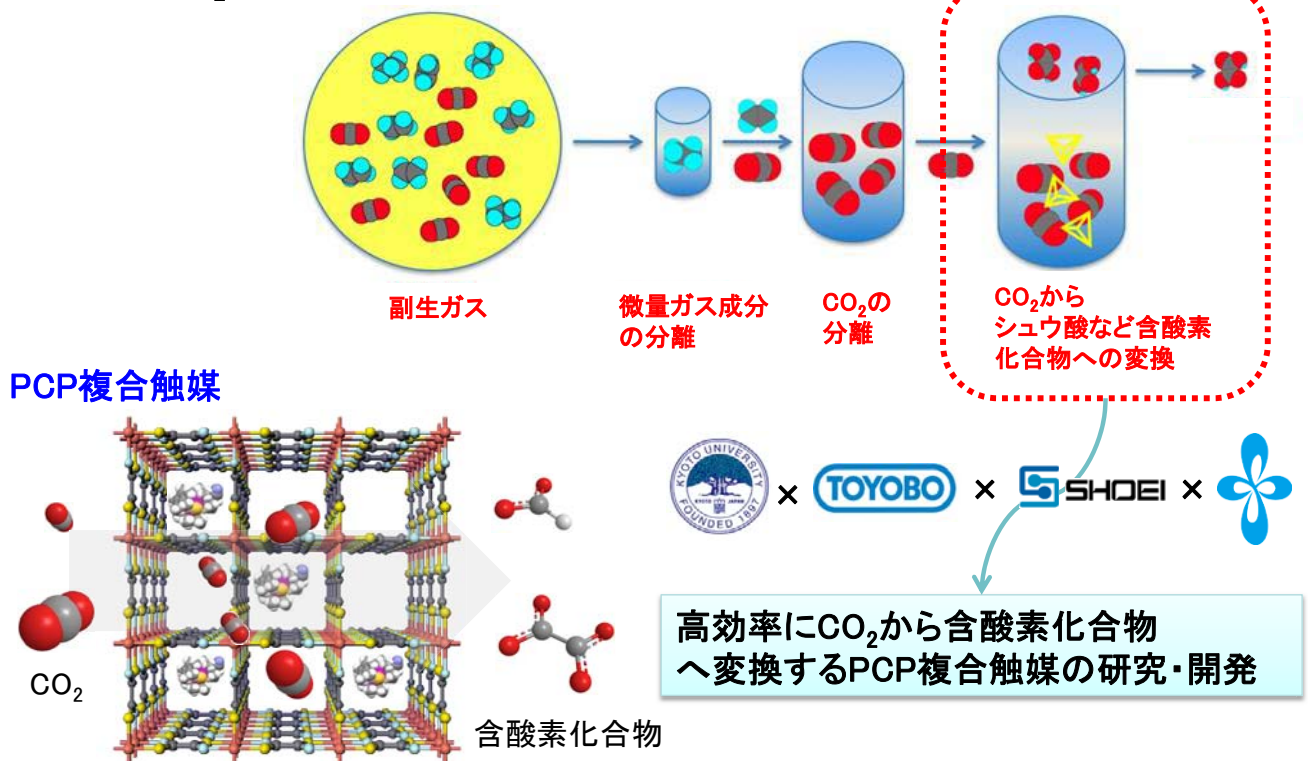 2
副生ガス
微量ガス成分
の分離
CO₂の
分離
CO₂から
シュウ酸など含酸素
化合物への変換
PCP複合触媒
KYOTO UNIVERSITY
FOUNDED 1897
KYOTO JAPAN
×
TOYOBO
×
SHOEI
×
CO₂
含酸素化合物
高効率にCO₂から含酸素化合物
へ変換するPCP複合触媒の研究・開発